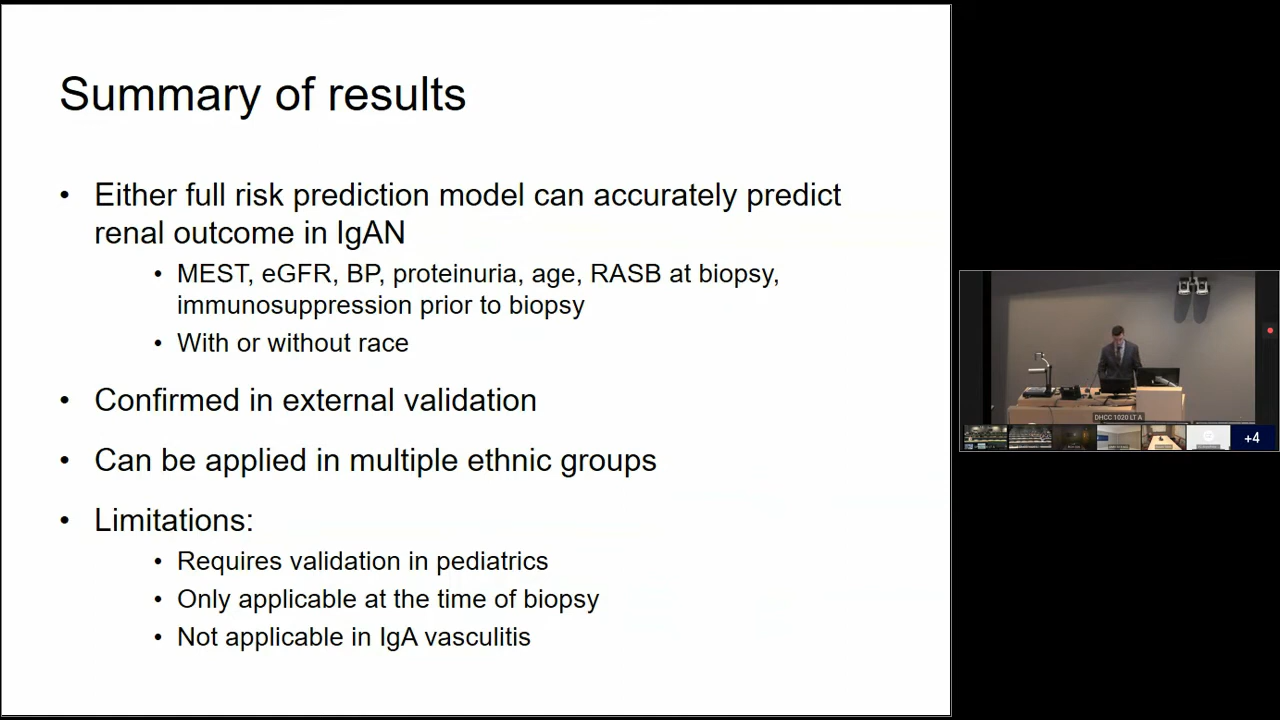 Summary of results
• Either full risk prediction model can accurately predict
renal outcome in IgAN
• MEST, eGFR, BP, proteinuria, age, RASB at biopsy,
immunosuppression prior to biopsy
• With or without race
• Confirmed in external validation
• Can be applied in multiple ethnic groups
• Limitations:
• Requires validation in pediatrics
• Only applicable at the time of biopsy
• Not applicable in IgA vasculitis
DHCC 1020 LT A
+4